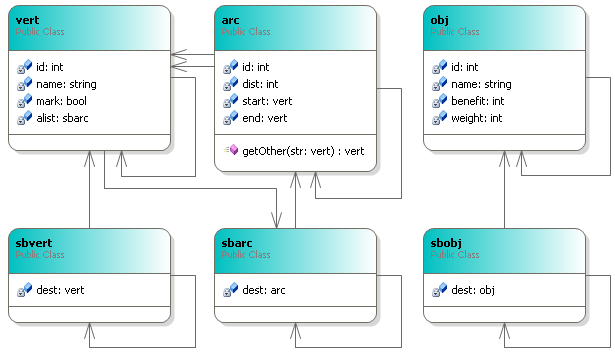 vert
Public Class
id: int
name: string
mark: bool
alist: sbarc
arc
Public Class
id: int
dist: int
start: vert
end: vert
getOther(str: vert) : vert
obj
Public Class
id: int
name: string
benefit: int
weight: int
sbvert
Public Class
dest: vert
sbarc
Public Class
dest: arc
sbobj
Public Class
dest: obj